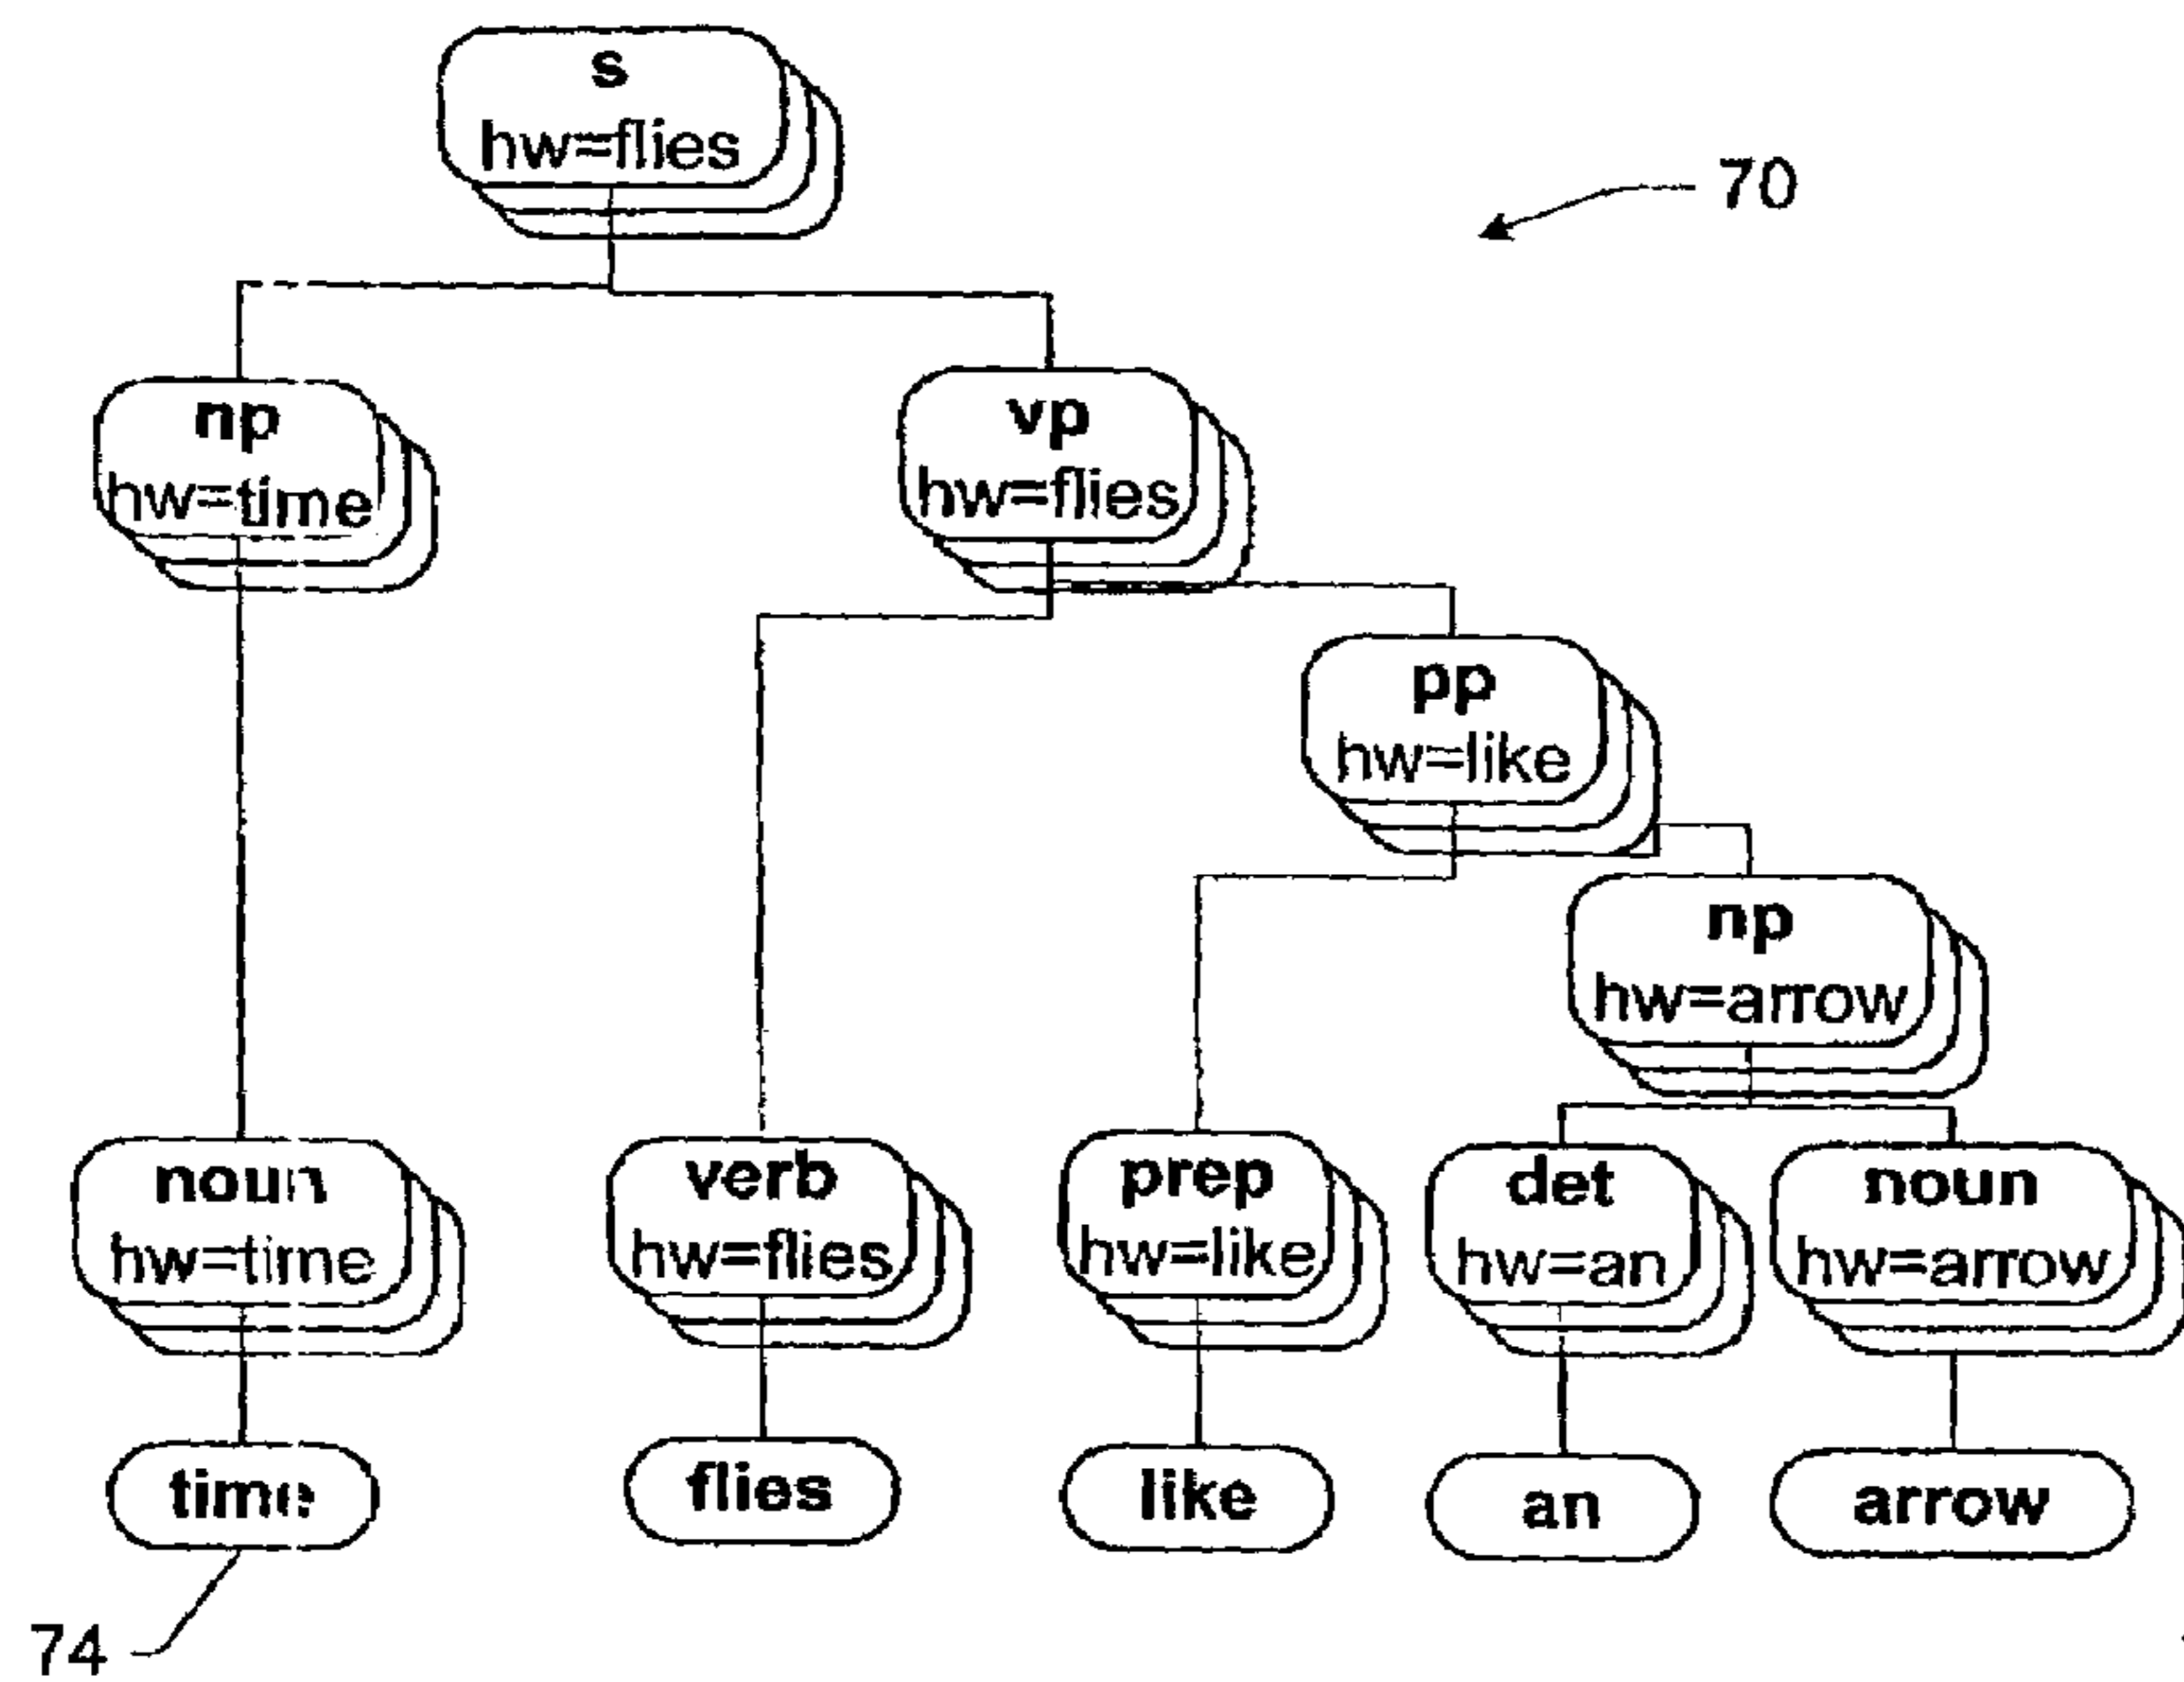 s
hw=flies
70
np
hw=time
vp
hw=flies
pp
hw=like
np
hw=arrow
noun
hw=time
verb
hw=flies
prep
hw=like
det
hw=an
noun
hw=arrow
time
flies
like
an
arrow
74